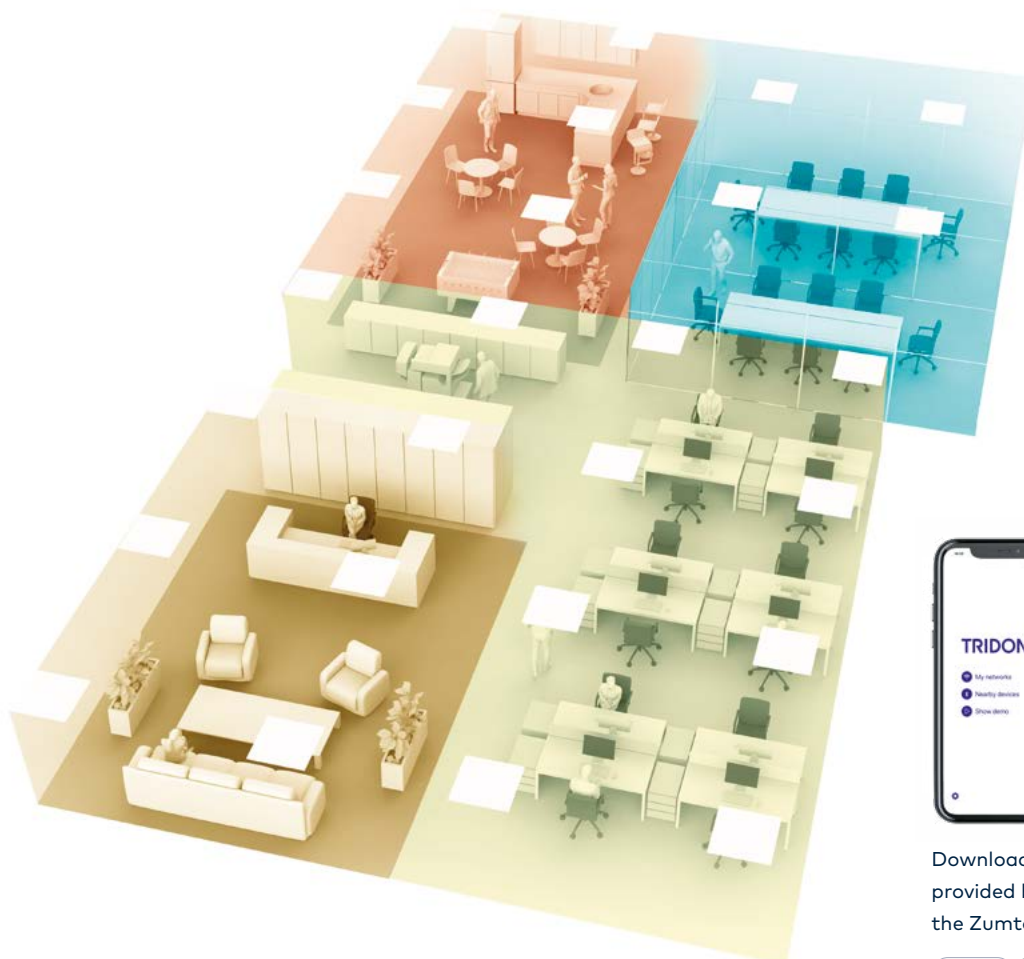 TRIDON
My networks
Nearby devices
Show demo
Download
provided
the Zumt